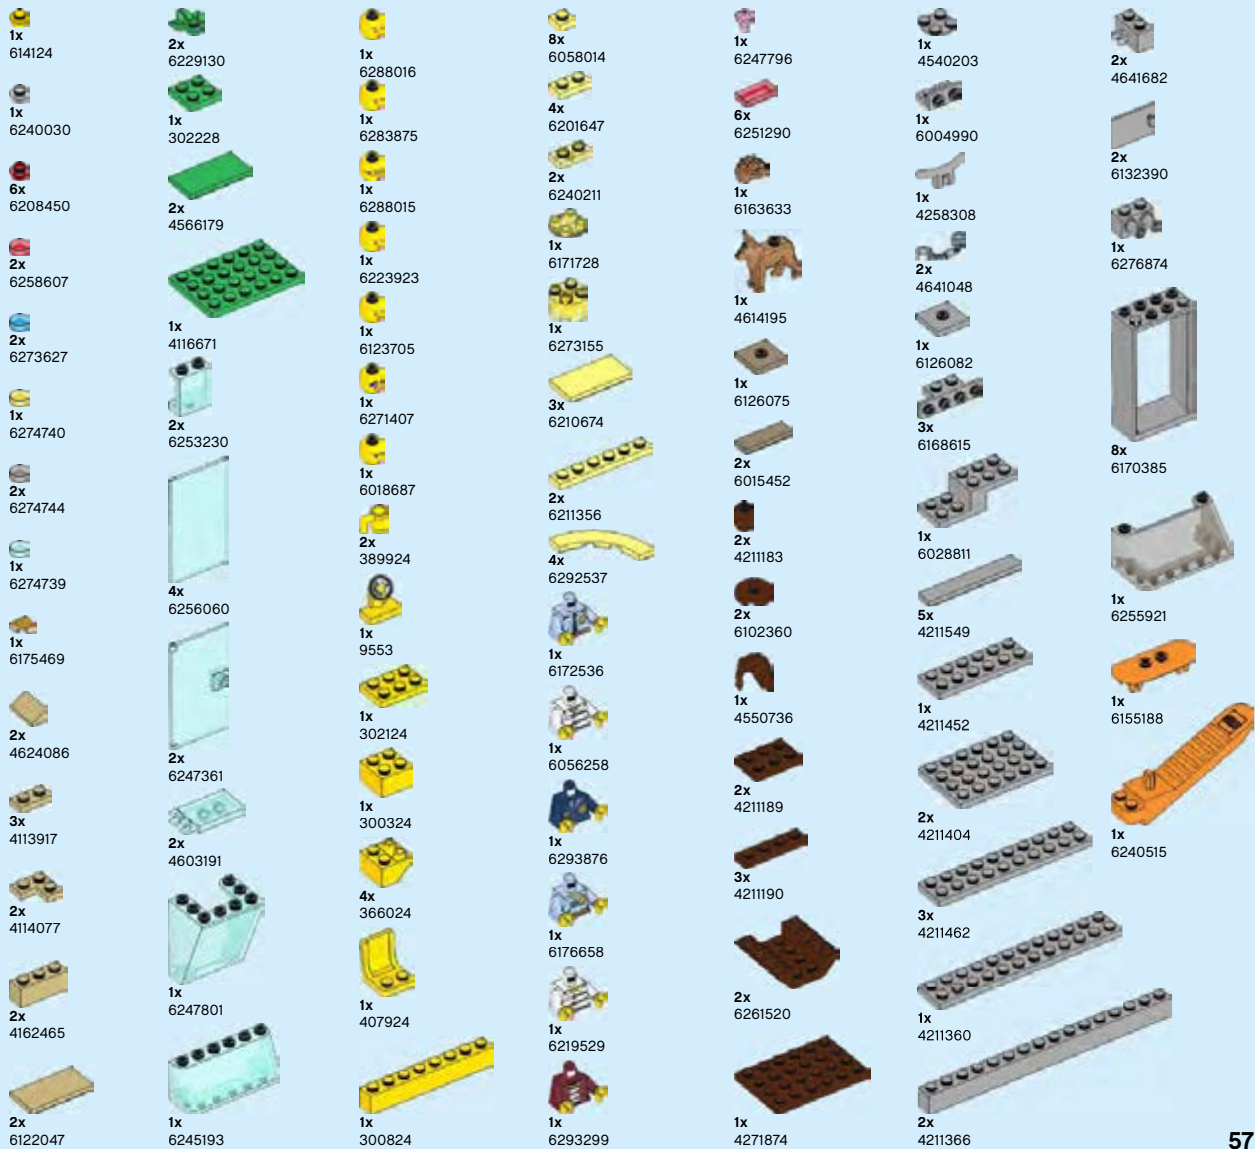 1x
614124
1x
6240030
6x
6208450
2x
6258607
2x
6273627
1x
6274740
2x
6274744
1x
6274739
1x
6175469
2x
4624086
3x
4113917
2x
4114077
2x
4162465
2x
6122047
2x
6229130
1x
302228
2x
4566179
1x
4116671
2x
6253230
4x
6256060
2x
6247361
2x
4603191
1x
6247801
1x
6245193
1x
6288016
1x
6283875
1x
6288015
1x
6223923
1x
6123705
1x
6271407
1x
6018687
2x
389924
1x
9553
1x
302124
1x
300324
4x
366024
1x
407924
1x
300824
8x
6058014
4x
6201647
2x
6240211
1x
6171728
1x
6273155
3x
6210674
2x
6211356
4x
6292537
1x
6172536
1x
6056258
1x
6293876
1x
6176658
1x
6219529
1x
6293299
1x
6247796
6x
6251290
1x
6163633
1x
4614195
1x
6126075
2x
6015452
2x
4211183
2x
6102360
1x
4550736
2x
4211189
3x
4211190
2x
6261520
1x
4271874
1x
4540203
1x
6004990
1x
4258308
2x
4641048
1x
6126082
3x
6168615
1x
6028811
5x
4211549
1x
4211452
2x
4211404
3x
4211462
1x
4211360
2x
4211366
2x
4641682
2x
6132390
1x
6276874
8x
6170385
1x
6255921
1x
6155188
1x
6240515
57